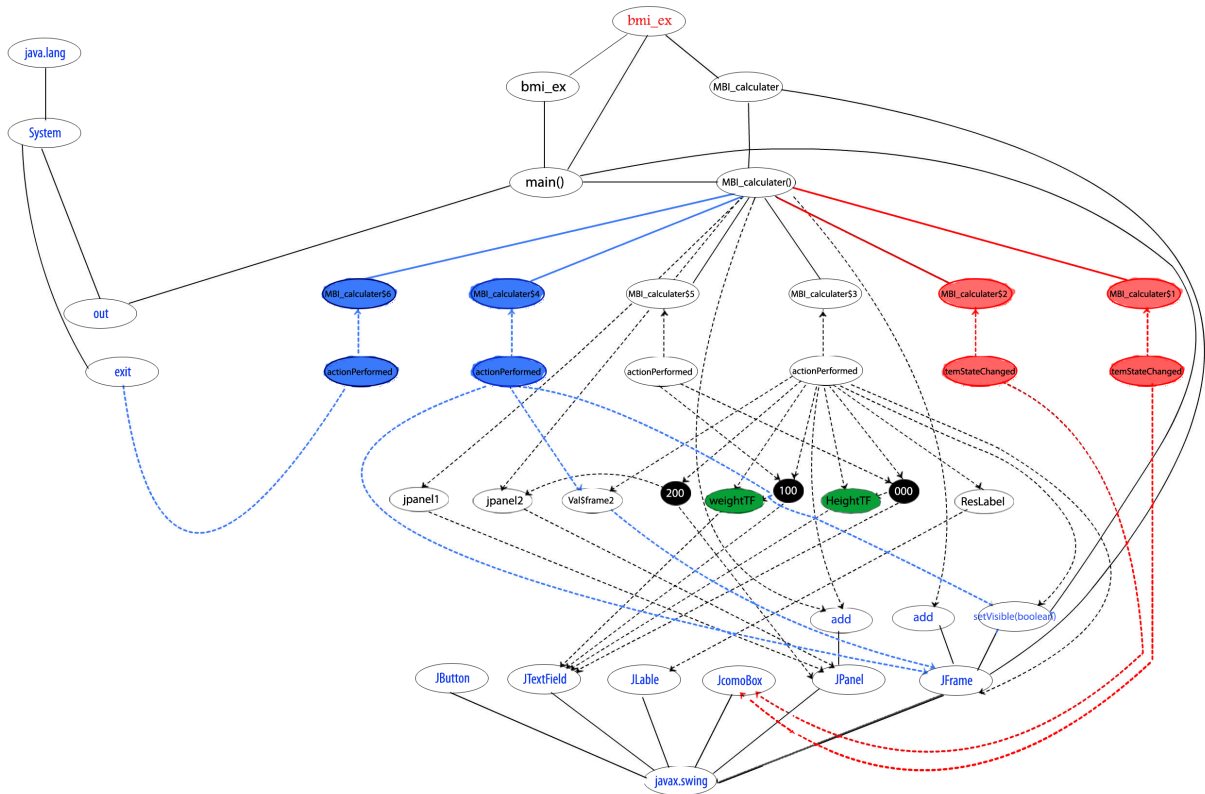 bmi_ex
java.lang
bmi_ex
MBI_calculater
System
main()
MBI_calculater()
MBI_calculater$6
MBI_calculater$4
MBI_calculater$5
MBI_calculater$3
MBI_calculater$2
MBI_calculater$1
out
exit
actionPerformed
actionPerformed
actionPerformed
actionPerformed
temStateChanged
temStateChanged
jpanel1
jpanel2
Val$frame2
200
weightTF
100
HeightTF
000
ResLabel
add
add
setVisible(boolean)
JButton
JTextField
JLable
JcomoBox
JPanel
JFrame
javax.swing